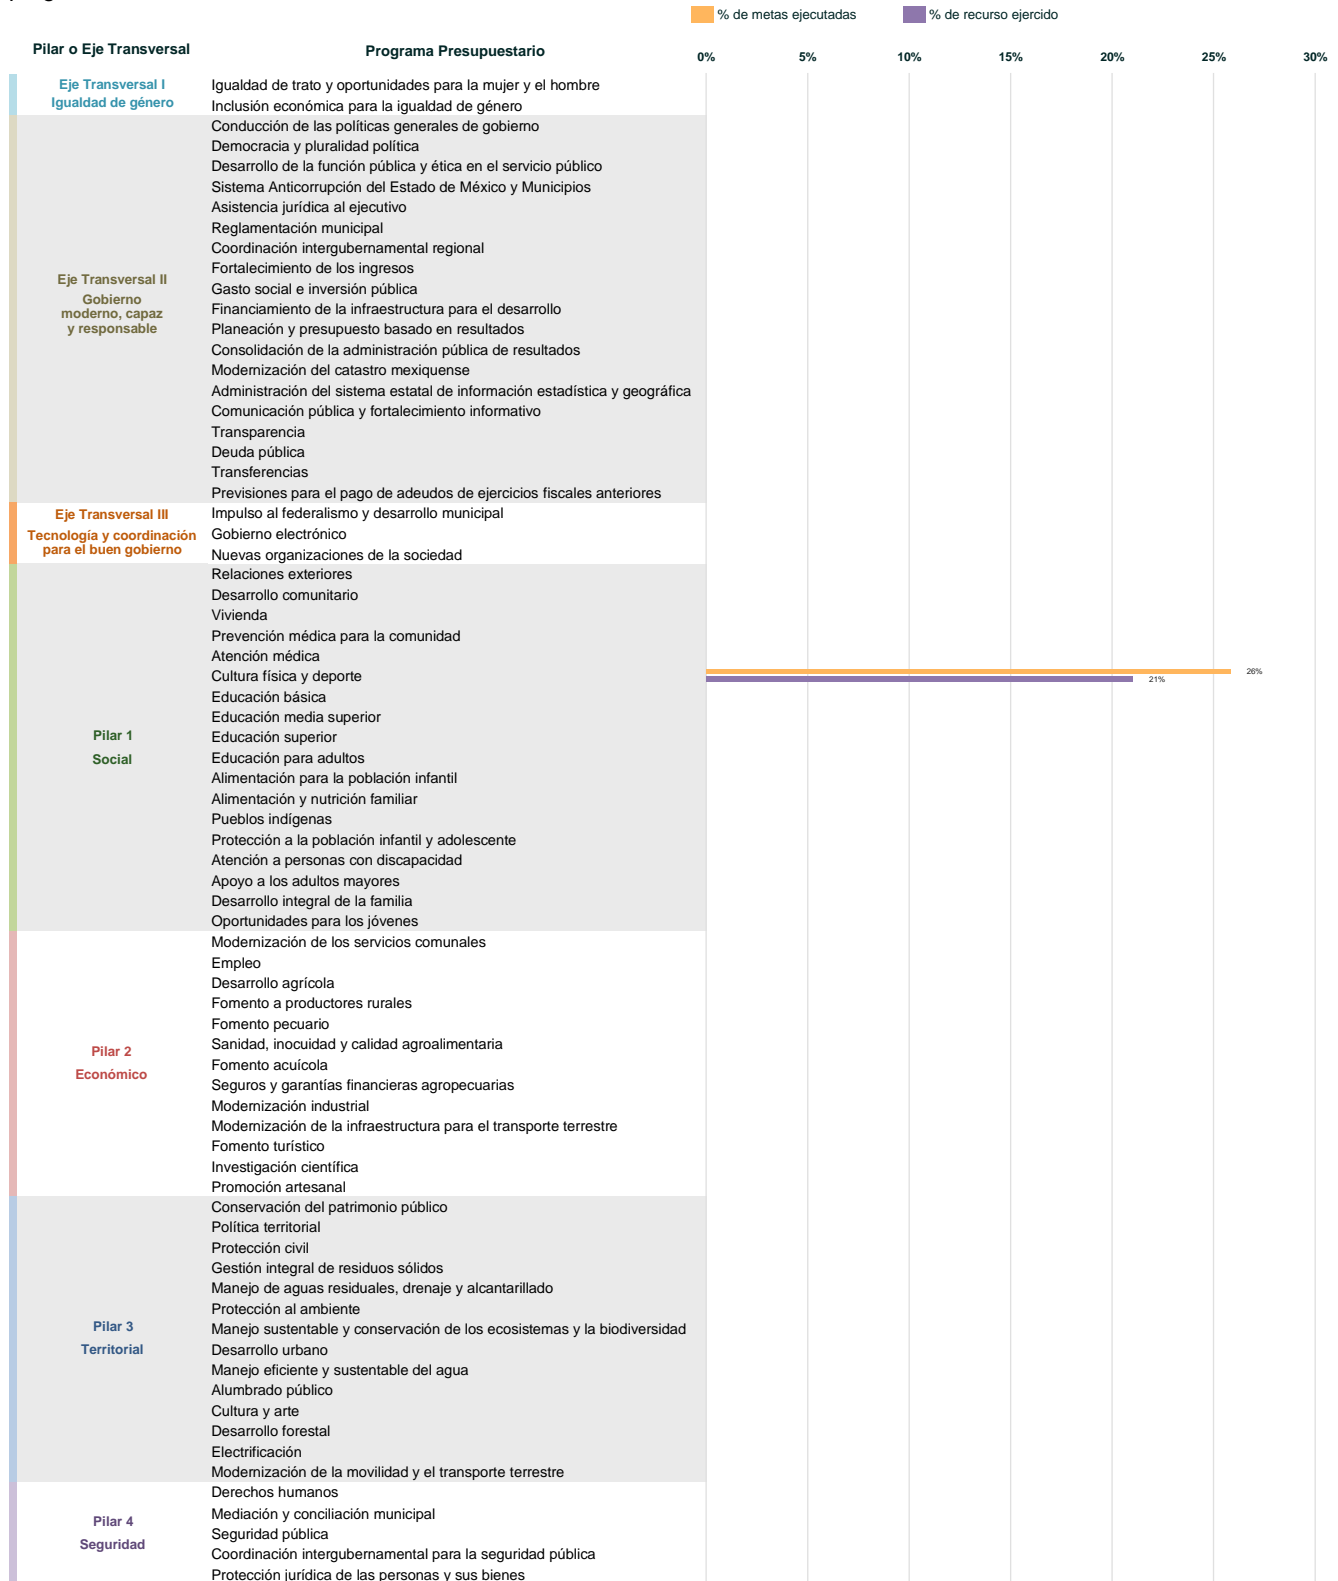 % de metas ejecutadas % de recurso ejercido
Pilar o Eje Transversal Programa Presupuestario 0% 5% 10% 15% 20% 25% 30%
Eje Transversal I
Igualdad de género
Igualdad de trato y oportunidades para la mujer y el hombre
Inclusión económica para la igualdad de género
Eje Transversal II
Gobierno
moderno, capaz
y responsable
Conducción de las políticas generales de gobierno
Democracia y pluralidad política
Desarrollo de la función pública y ética en el servicio público
Sistema Anticorrupción del Estado de México y Municipios
Asistencia jurídica al ejecutivo
Reglamentación municipal
Coordinación intergubernamental regional
Fortalecimiento de los ingresos
Gasto social e inversión pública
Financiamiento de la infraestructura para el desarrollo
Planeación y presupuesto basado en resultados
Consolidación de la administración pública de resultados
Modernización del catastro mexiquense
Administración del sistema estatal de información estadística y geográfica
Comunicación pública y fortalecimiento informativo
Transparencia
Deuda pública
Transferencias
Previsiones para el pago de adeudos de ejercicios fiscales anteriores
Eje Transversal III
Tecnología y coordinación
para el buen gobierno
Impulso al federalismo y desarrollo municipal
Gobierno electrónico
Nuevas organizaciones de la sociedad
Pilar 1
Social
Relaciones exteriores
Desarrollo comunitario
Vivienda
Prevención médica para la comunidad
Atención médica
Cultura física y deporte
26%
21%
Educación básica
Educación media superior
Educación superior
Educación para adultos
Alimentación para la población infantil
Alimentación y nutrición familiar
Pueblos indígenas
Protección a la población infantil y adolescente
Atención a personas con discapacidad
Apoyo a los adultos mayores
Desarrollo integral de la familia
Oportunidades para los jóvenes
Pilar 2
Económico
Modernización de los servicios comunales
Empleo
Desarrollo agrícola
Fomento a productores rurales
Fomento pecuario
Sanidad, inocuidad y calidad agroalimentaria
Fomento acuícola
Seguros y garantías financieras agropecuarias
Modernización industrial
Modernización de la infraestructura para el transporte terrestre
Fomento turístico
Investigación científica
Promoción artesanal
Pilar 3
Territorial
Conservación del patrimonio público
Política territorial
Protección civil
Gestión integral de residuos sólidos
Manejo de aguas residuales, drenaje y alcantarillado
Protección al ambiente
Manejo sustentable y conservación de los ecosistemas y la biodiversidad
Desarrollo urbano
Manejo eficiente y sustentable del agua
Alumbrado público
Cultura y arte
Desarrollo forestal
Electrificación
Modernización de la movilidad y el transporte terrestre
Pilar 4
Seguridad
Derechos humanos
Mediación y conciliación municipal
Seguridad pública
Coordinación intergubernamental para la seguridad pública
Protección jurídica de las personas y sus bienes